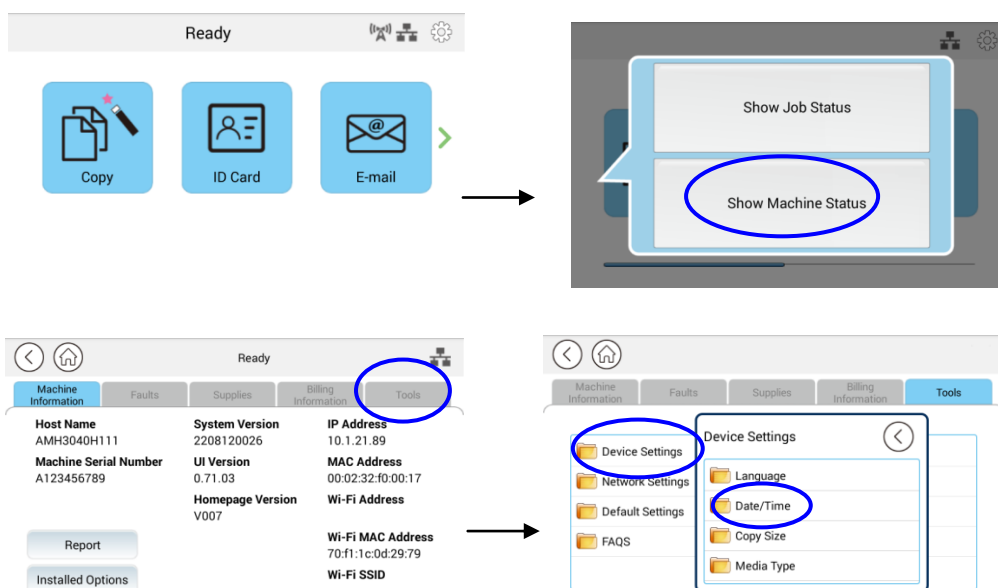 Ready
Copy
ID Card
E-mail
Show Job Status
Show Machine Status
Ready
Machine Information
Faults
Supplies
Billing Information
Tools
Host Name
AMH3040H111
Machine Serial Number
A123456789
System Version
2208120026
UI Version
0.71.03
Homepage Version
V007
IP Address
10.1.21.89
MAC Address
00:02:32:f0:00:17
Wi-Fi Address
Wi-Fi MAC Address
70:f1:1c:0d:29:79
Wi-Fi SSID
Report
Installed Options
Machine Information
Faults
Supplies
Billing Information
Tools
Device Settings
Network Settings
Default Settings
FAQS
Device Settings
Language
Date/Time
Copy Size
Media Type